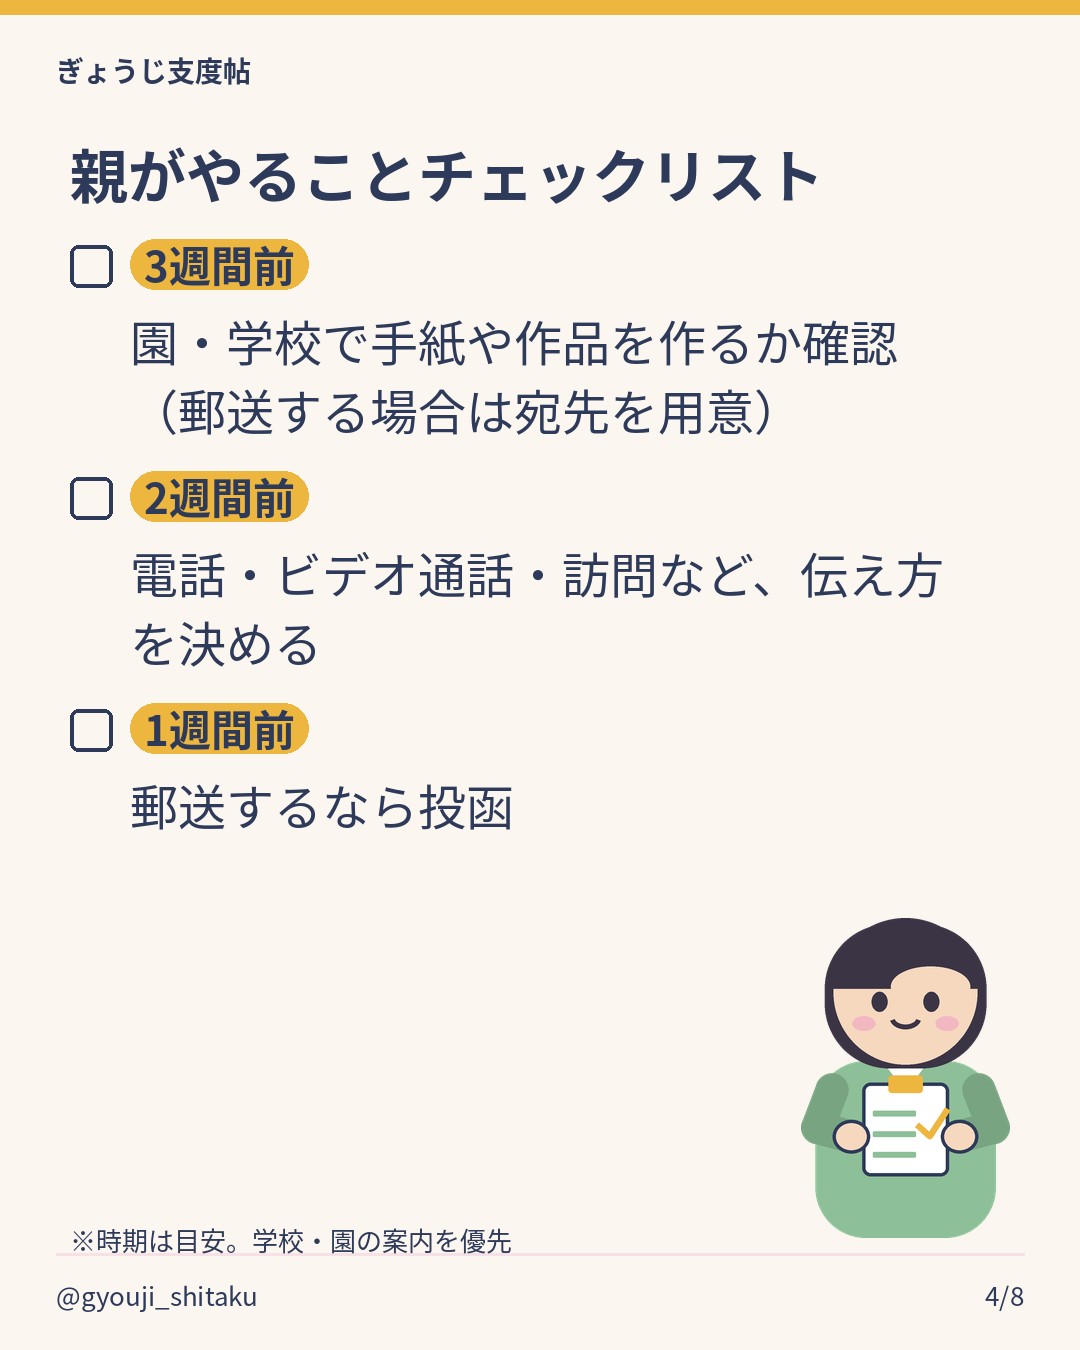 ぎょうじ支度帖
親がやることチェックリスト
3週間前
園・学校で手紙や作品を作るか確認
（郵送する場合は宛先を用意）
2週間前
電話・ビデオ通話・訪問など、伝え方
を決める
1週間前
郵送するなら投函
※時期は目安。学校・園の案内を優先
@gyouji_shitaku
4/8